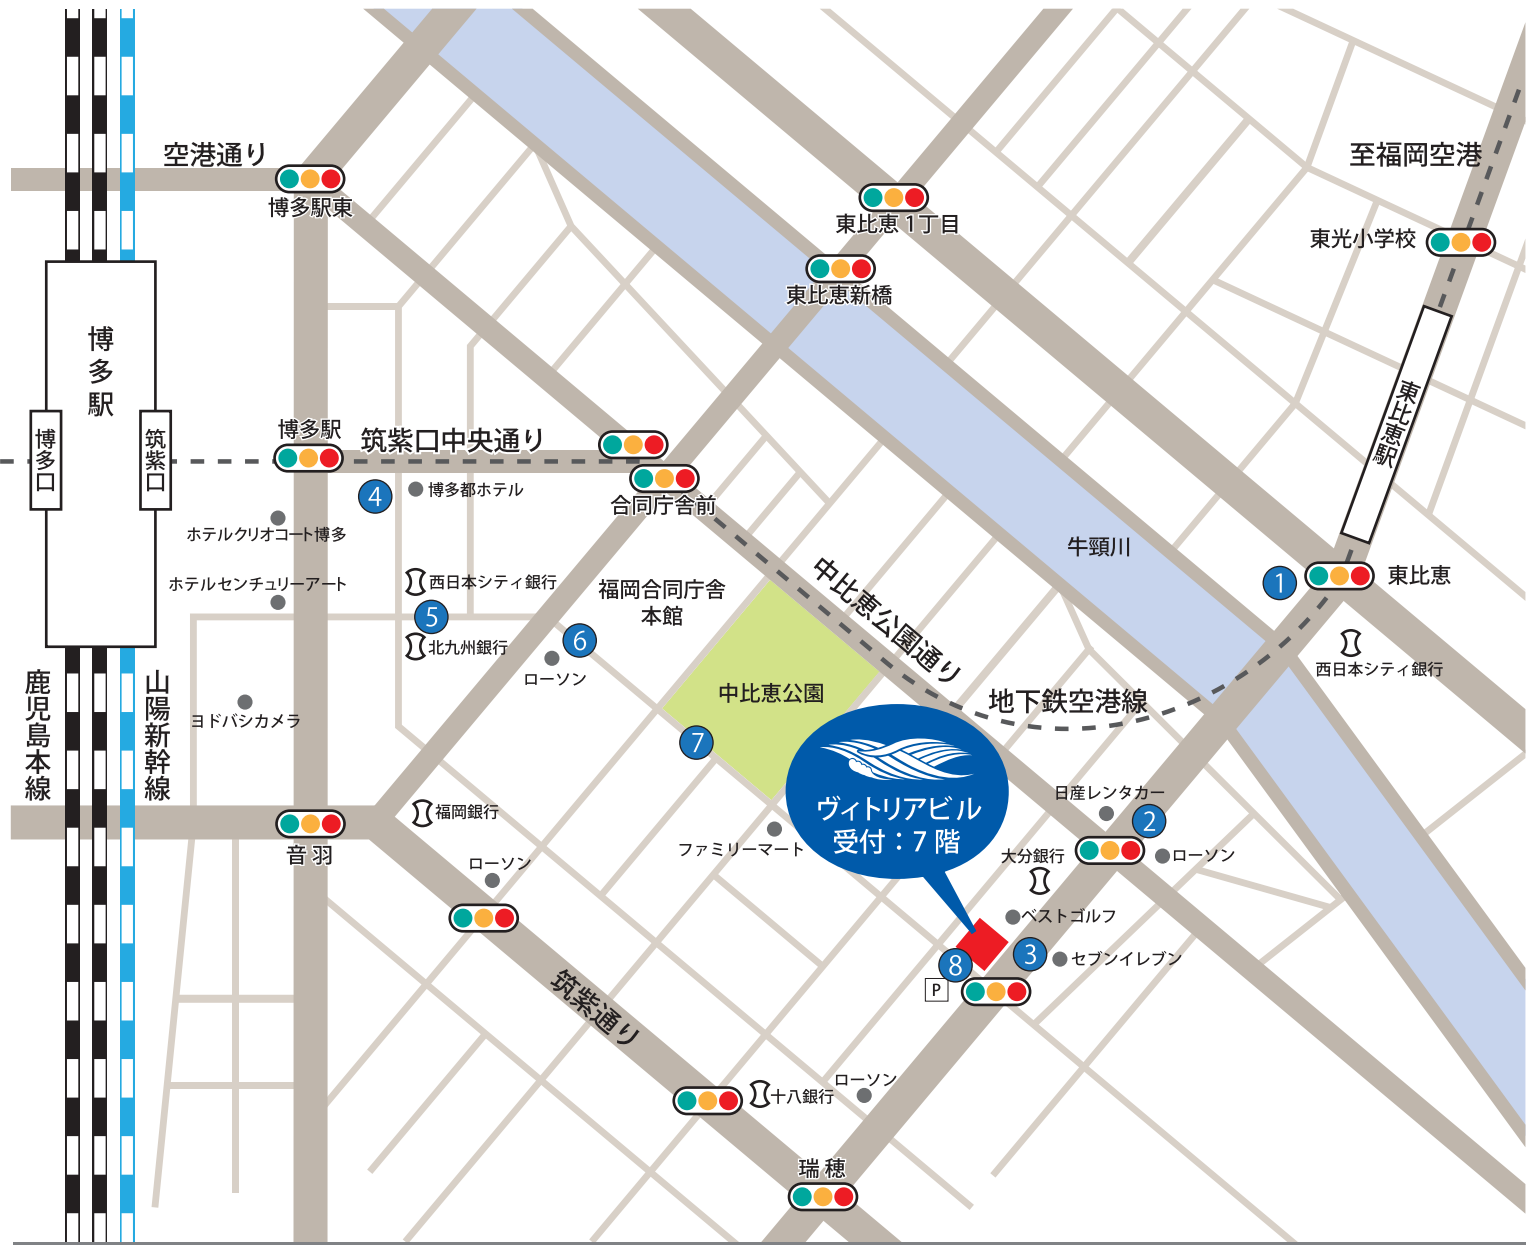 空港通り
博多駅東
東比恵1丁目
東比恵新橋
至福岡空港
東光小学校
東比恵駅
博多駅
博多口
筑紫口
博多駅
筑紫口中央通り
4
博多都ホテル
合同庁舎前
ホテルクリオコート博多
ホテルセンチュリーアート
西日本シティ銀行
5
北九州銀行
福岡合同庁舎
本館
6
ローソン
中比恵公園
7
中比恵公園通り
牛頸川
1
東比恵
西日本シティ銀行
地下鉄空港線
鹿児島本線
山陽新幹線
ヨドバシカメラ
福岡銀行
音羽
ローソン
ファミリーマート
ヴィトリアビル
受付：7階
日産レンタカー
2
ローソン
大分銀行
ベストゴルフ
3
セブンイレブン
8
P
筑紫通り
十八銀行
ローソン
瑞穂